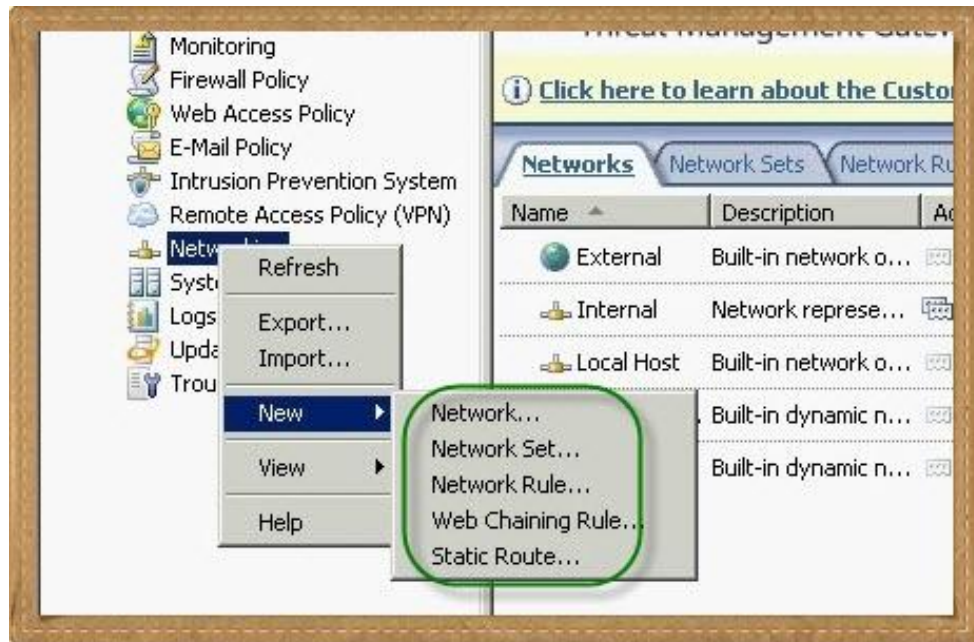 Monitoring
Firewall Policy
Web Access Policy
E-Mail Policy
Intrusion Prevention System
Remote Access Policy (VPN)
Refresh
Logs
Export...
Import...
New
View
Help
Network...
Network Set...
Network Rule...
Web Chaining Rule...
Static Route...
Click here to learn about the
Networks
Network Sets
Network
Name
Description
External
Built-in network o...
Internal
Network represe...
Local Host
Built-in network o...
Built-in dynamic n...
Built-in dynamic n...